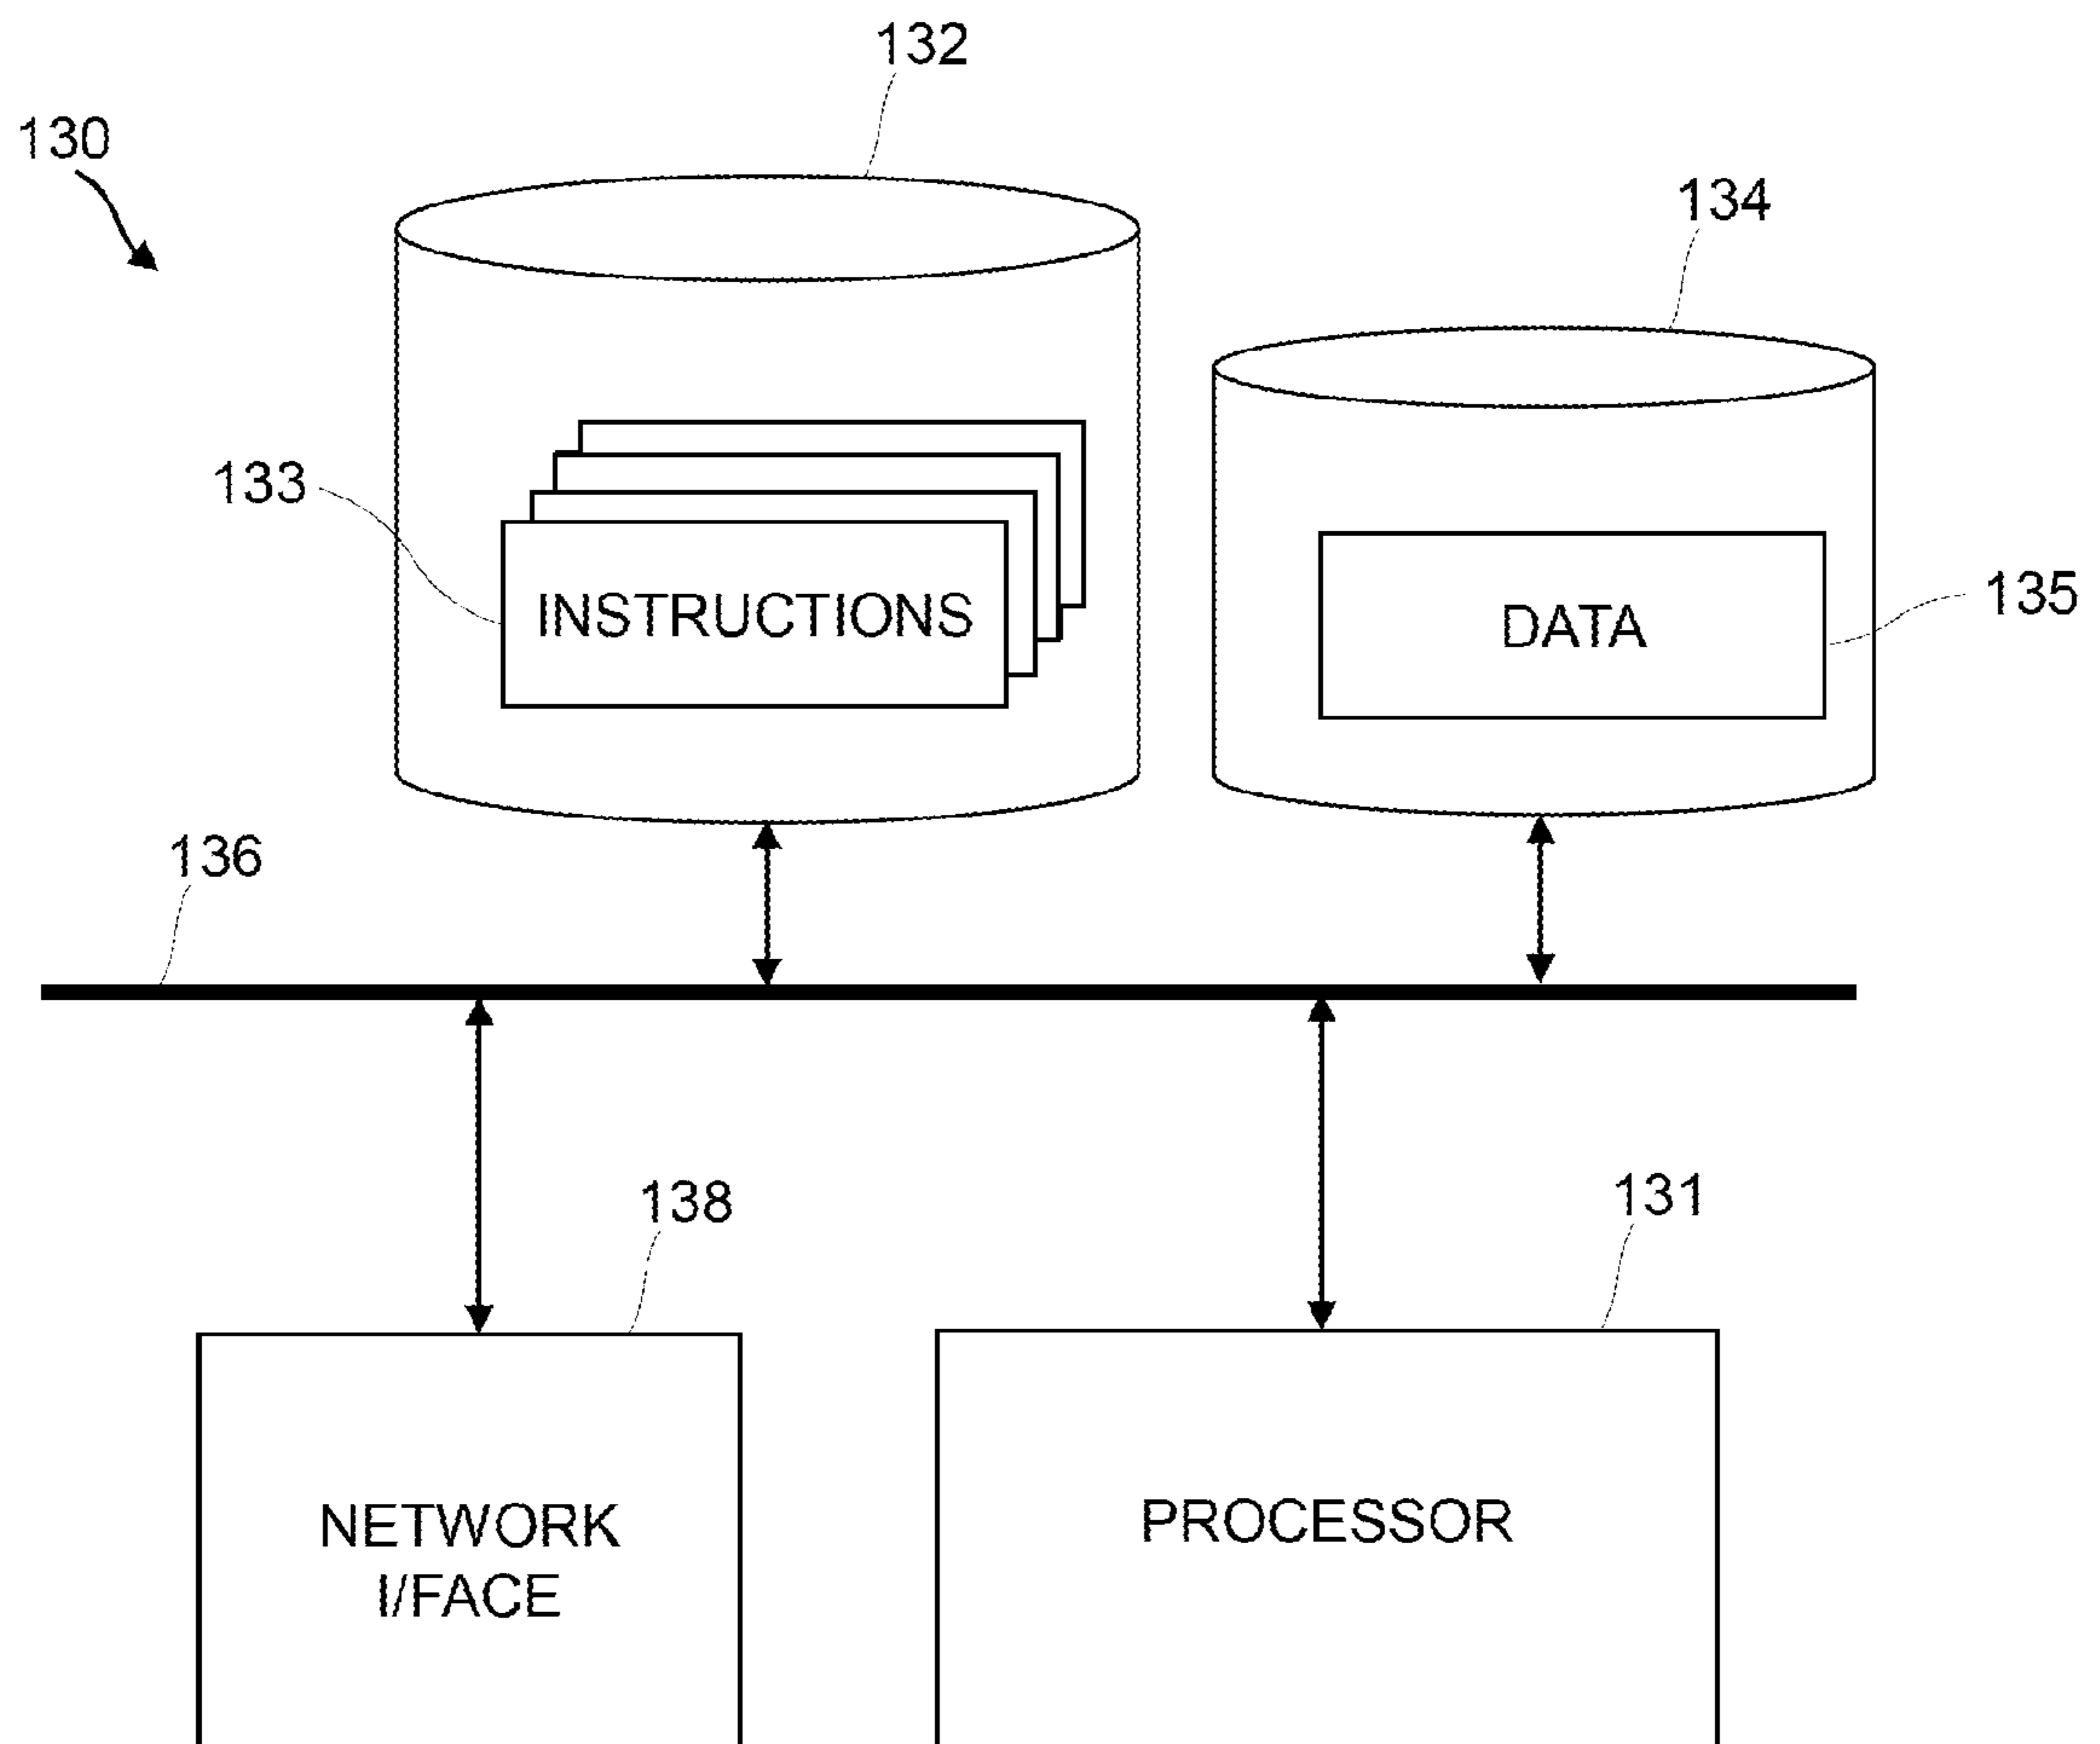 132
130
134
133
INSTRUCTIONS
DATA
135
136
138
131
NETWORK
I/FACE
PROCESSOR